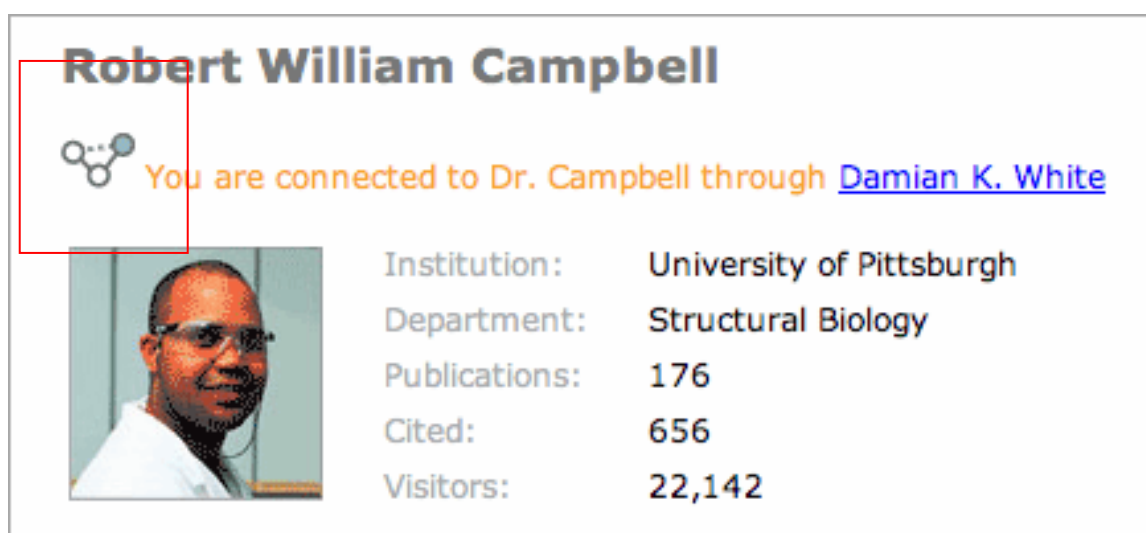 Robert William Campbell
You are connected to Dr. Campbell through Damian K. White
Institution: University of Pittsburgh
Department: Structural Biology
Publications: 176
Cited: 656
Visitors: 22,142